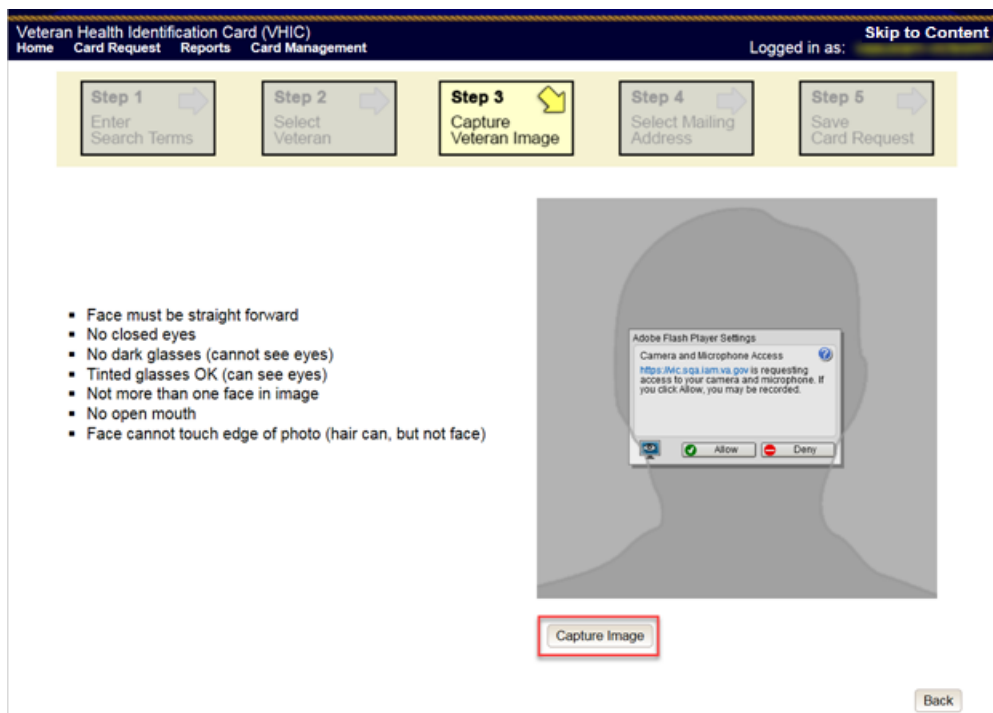 Veteran Health Identification Card (VHIC)
Skip to Content
Home Card Request Reports Card Management
Logged in as:
Step 1
Enter
Search Terms
Step 2
Select
Veteran
Step 3
Capture
Veteran Image
Step 4
Select Mailing
Address
Step 5
Save
Card Request
▪ Face must be straight forward
▪ No closed eyes
▪ No dark glasses (cannot see eyes)
▪ Tinted glasses OK (can see eyes)
▪ Not more than one face in image
▪ No open mouth
▪ Face cannot touch edge of photo (hair can, but not face)
Adobe Flash Player Settings
Camera and Microphone Access
https://vic.sqa.iam.va.gov is requesting
access to your camera and microphone. If
you click Allow, you may be recorded.
Allow
Deny
Capture Image
Back